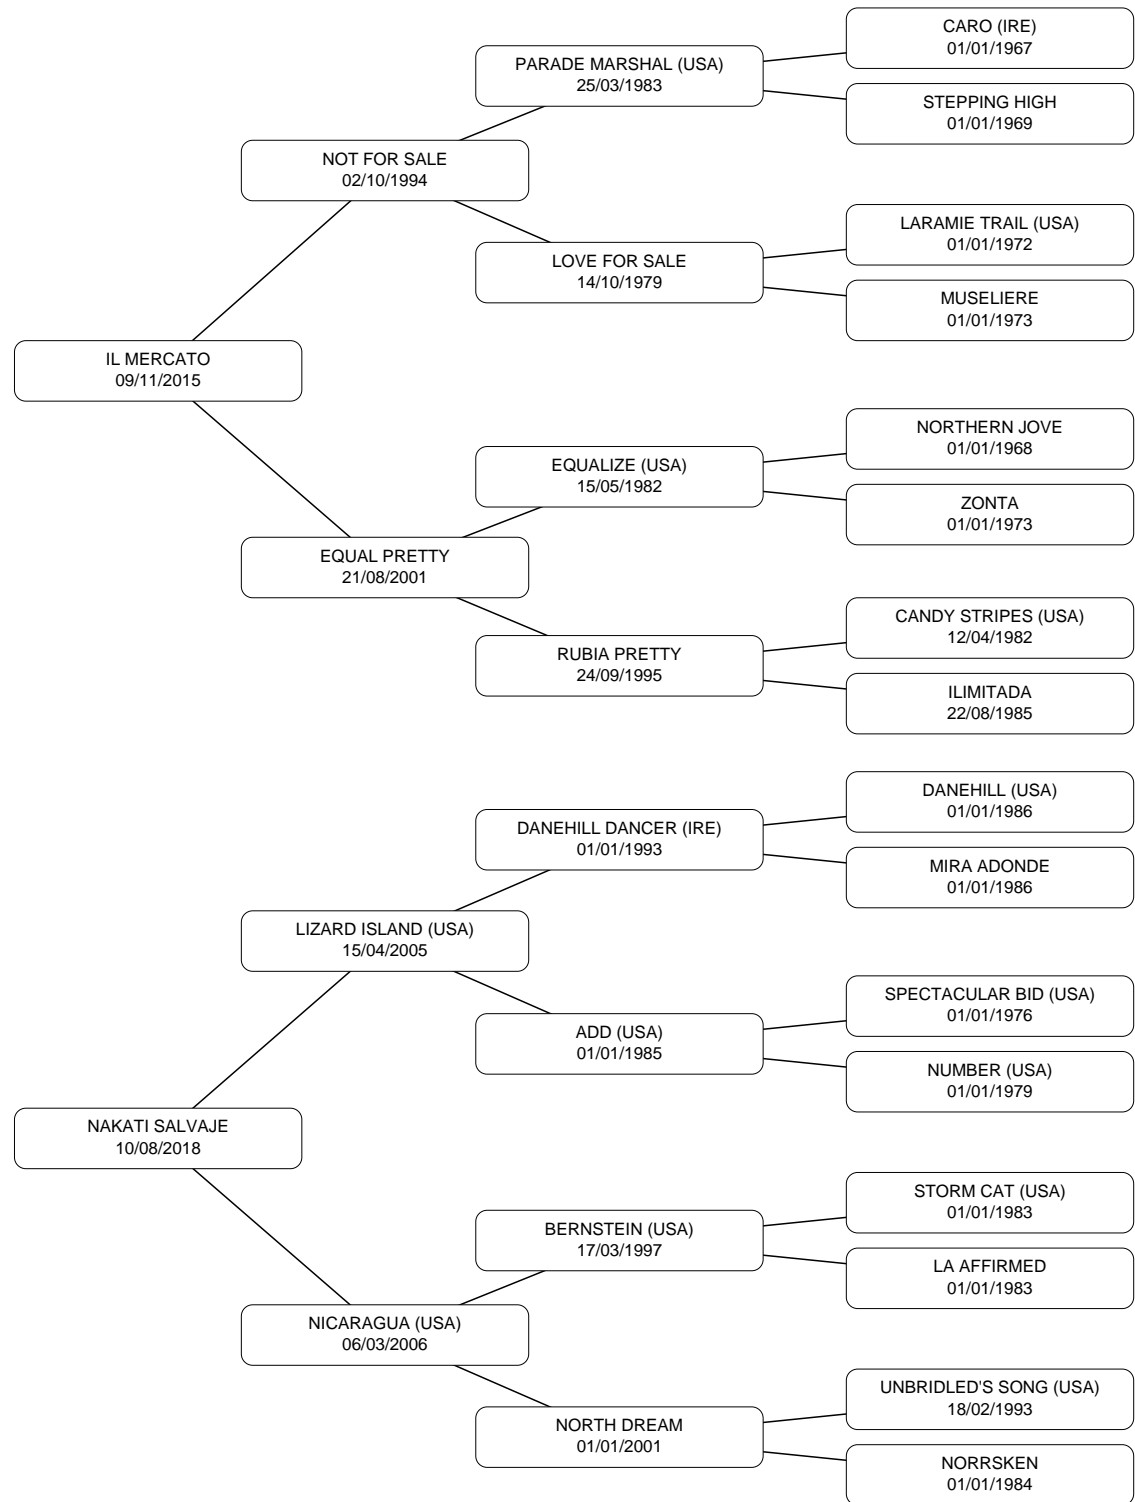 CARO (IRE)
01/01/1967
PARADE MARSHAL (USA)
25/03/1983
STEPPING HIGH
01/01/1969
NOT FOR SALE
02/10/1994
LARAMIE TRAIL (USA)
01/01/1972
LOVE FOR SALE
14/10/1979
MUSELIERE
01/01/1973
IL MERCATO
09/11/2015
NORTHERN JOVE
01/01/1968
EQUALIZE (USA)
15/05/1982
ZONTA
01/01/1973
EQUAL PRETTY
21/08/2001
CANDY STRIPES (USA)
12/04/1982
RUBIA PRETTY
24/09/1995
ILIMITADA
22/08/1985
DANEHILL (USA)
01/01/1986
DANEHILL DANCER (IRE)
01/01/1993
MIRA ADONDE
01/01/1986
LIZARD ISLAND (USA)
15/04/2005
SPECTACULAR BID (USA)
01/01/1976
ADD (USA)
01/01/1985
NUMBER (USA)
01/01/1979
NAKATI SALVAJE
10/08/2018
STORM CAT (USA)
01/01/1983
BERNSTEIN (USA)
17/03/1997
LA AFFIRMED
01/01/1983
NICARAGUA (USA)
06/03/2006
UNBRIDLED'S SONG (USA)
18/02/1993
NORTH DREAM
01/01/2001
NORRSKEN
01/01/1984